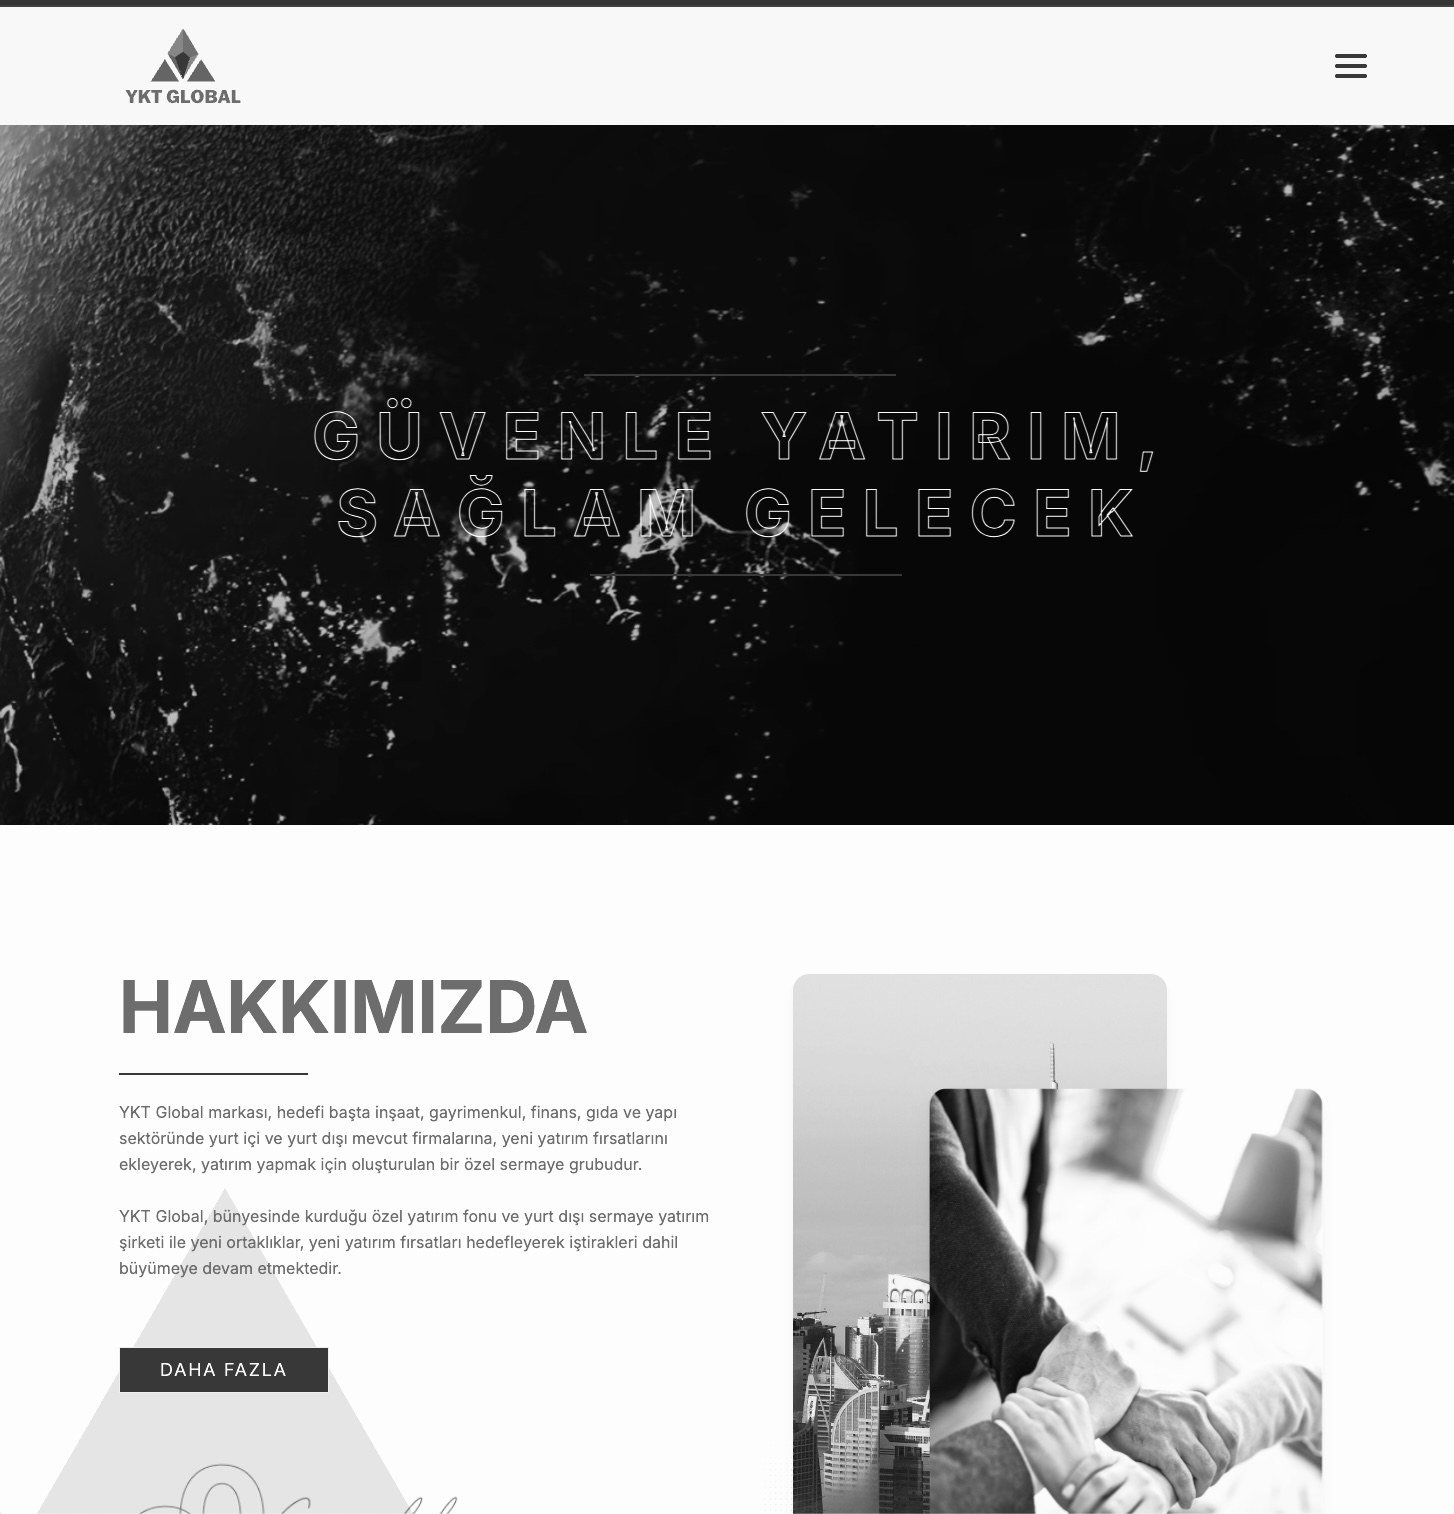 YKT GLOBAL
GÜVENLE YATIRIM,
SAĞLAM GELECEK
HAKKIMIZDA
YKT Global markası, hedefi başta inşaat, gayrimenkul, finans, gıda ve yapı
sektöründe yurt içi ve yurt dışı mevcut firmalarına, yeni yatırım fırsatlarını
ekleyerek, yatırım yapmak için oluşturulan bir özel sermaye grubudur.
YKT Global, bünyesinde kurduğu özel yatırım fonu ve yurt dışı sermaye yatırım
şirketi ile yeni ortaklıklar, yeni yatırım fırsatları hedefleyerek iştirakleri dahil
büyümeye devam etmektedir.
DAHA FAZLA